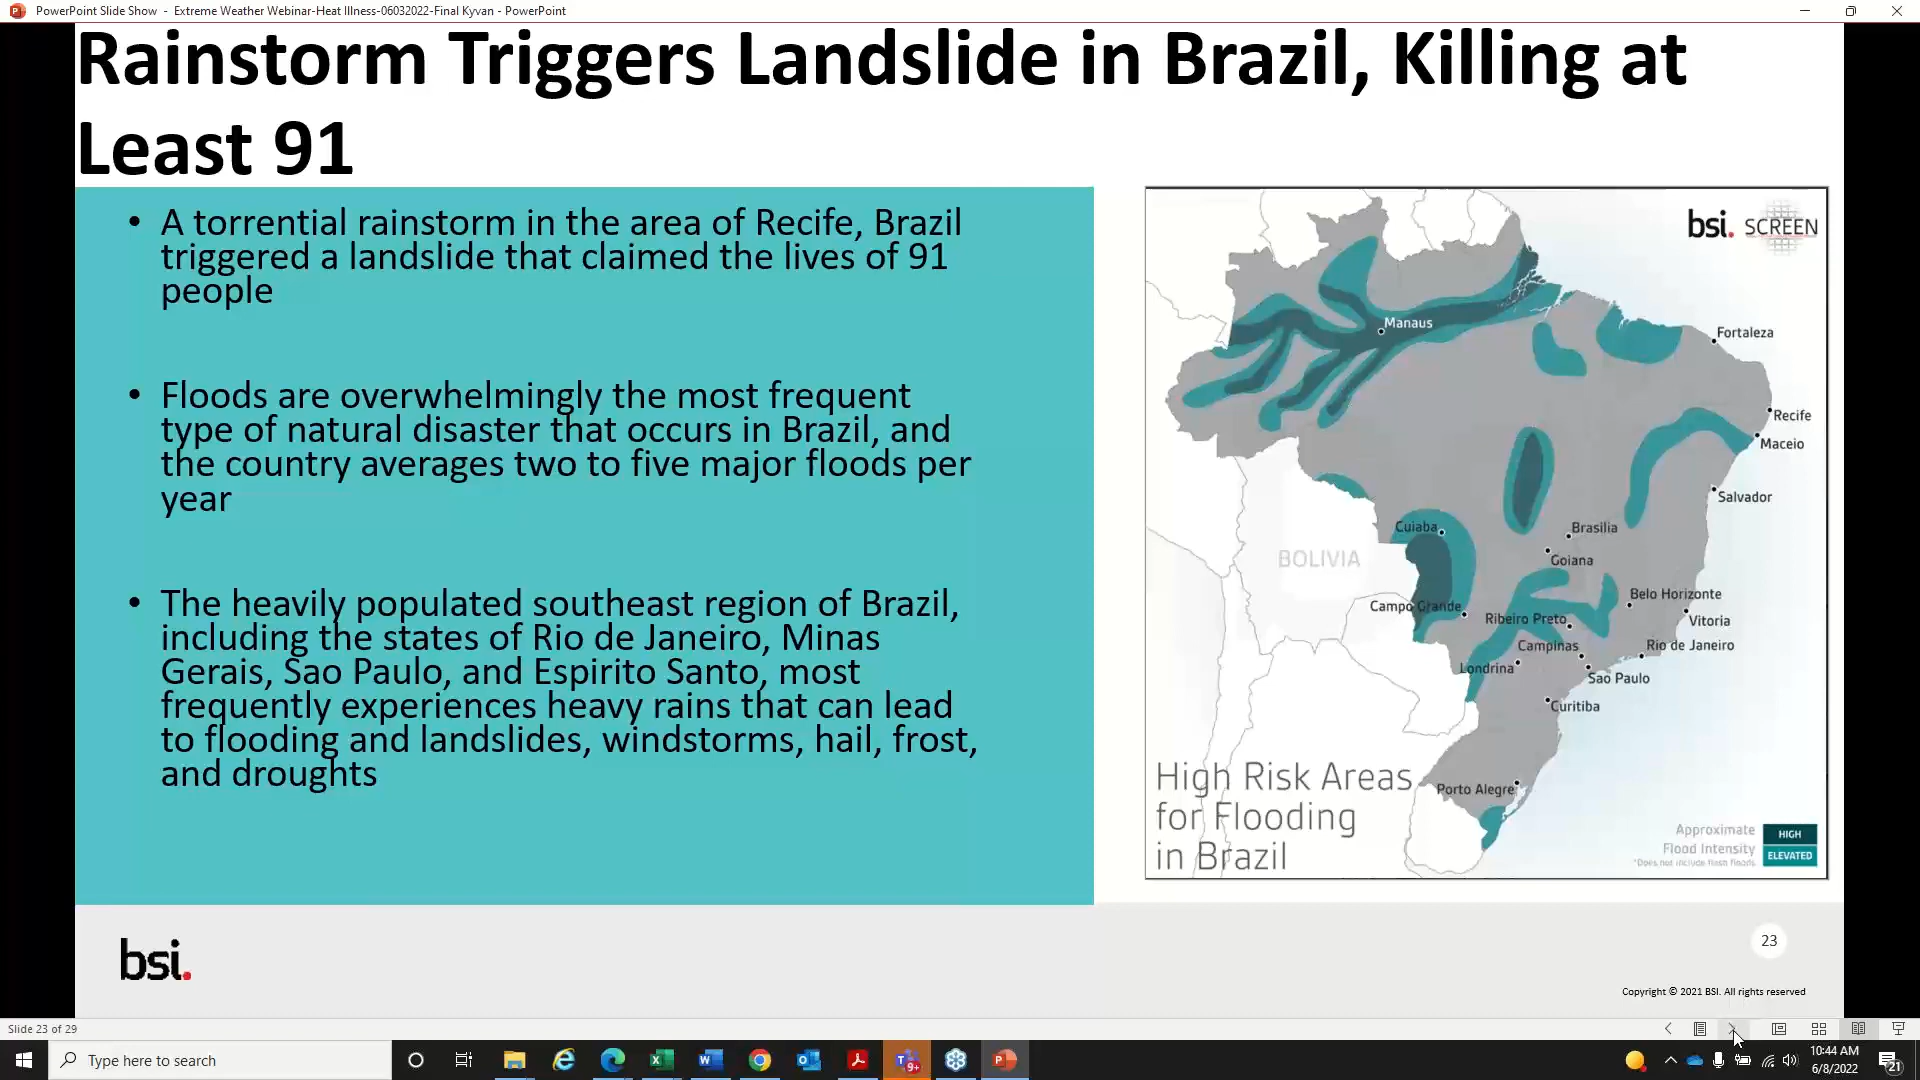 PowerPoint Slide Show - Extreme Weather Webinar-Heat Illness-06032022-Final Kyvan - PowerPoint
Rainstorm Triggers Landslide in Brazil, Killing at
Least 91
• A torrential rainstorm in the area of Recife, Brazil
triggered a landslide that claimed the lives of 91
people
• Floods are overwhelmingly the most frequent
type of natural disaster that occurs in Brazil, and
the country averages two to five major floods per
year
• The heavily populated southeast region of Brazil,
including the states of Rio de Janeiro, Minas
Gerais, Sao Paulo, and Espirito Santo, most
frequently experiences heavy rains that can lead
to flooding and landslides, windstorms, hail, frost,
and droughts
bsi. SCREEN
Manaus
Fortaleza
Recife
Maceio
Salvador
Cuiaba
Brasilia
BOLIVIA
Goiana
Campo Grande
Belo Horizonte
Ribeiro Preto
Vitoria
Campinas
Rio de Janeiro
Londrina
Sao Paulo
Curitiba
Porto Alegre
High Risk Areas
for Flooding
in Brazil
Approximate
Flood Intensity
*Does not include flash floods
HIGH
ELEVATED
bsi.
23
Copyright © 2021 BSI. All rights reserved
Slide 23 of 29
Type here to search
9+
10:44 AM
6/8/2022
21